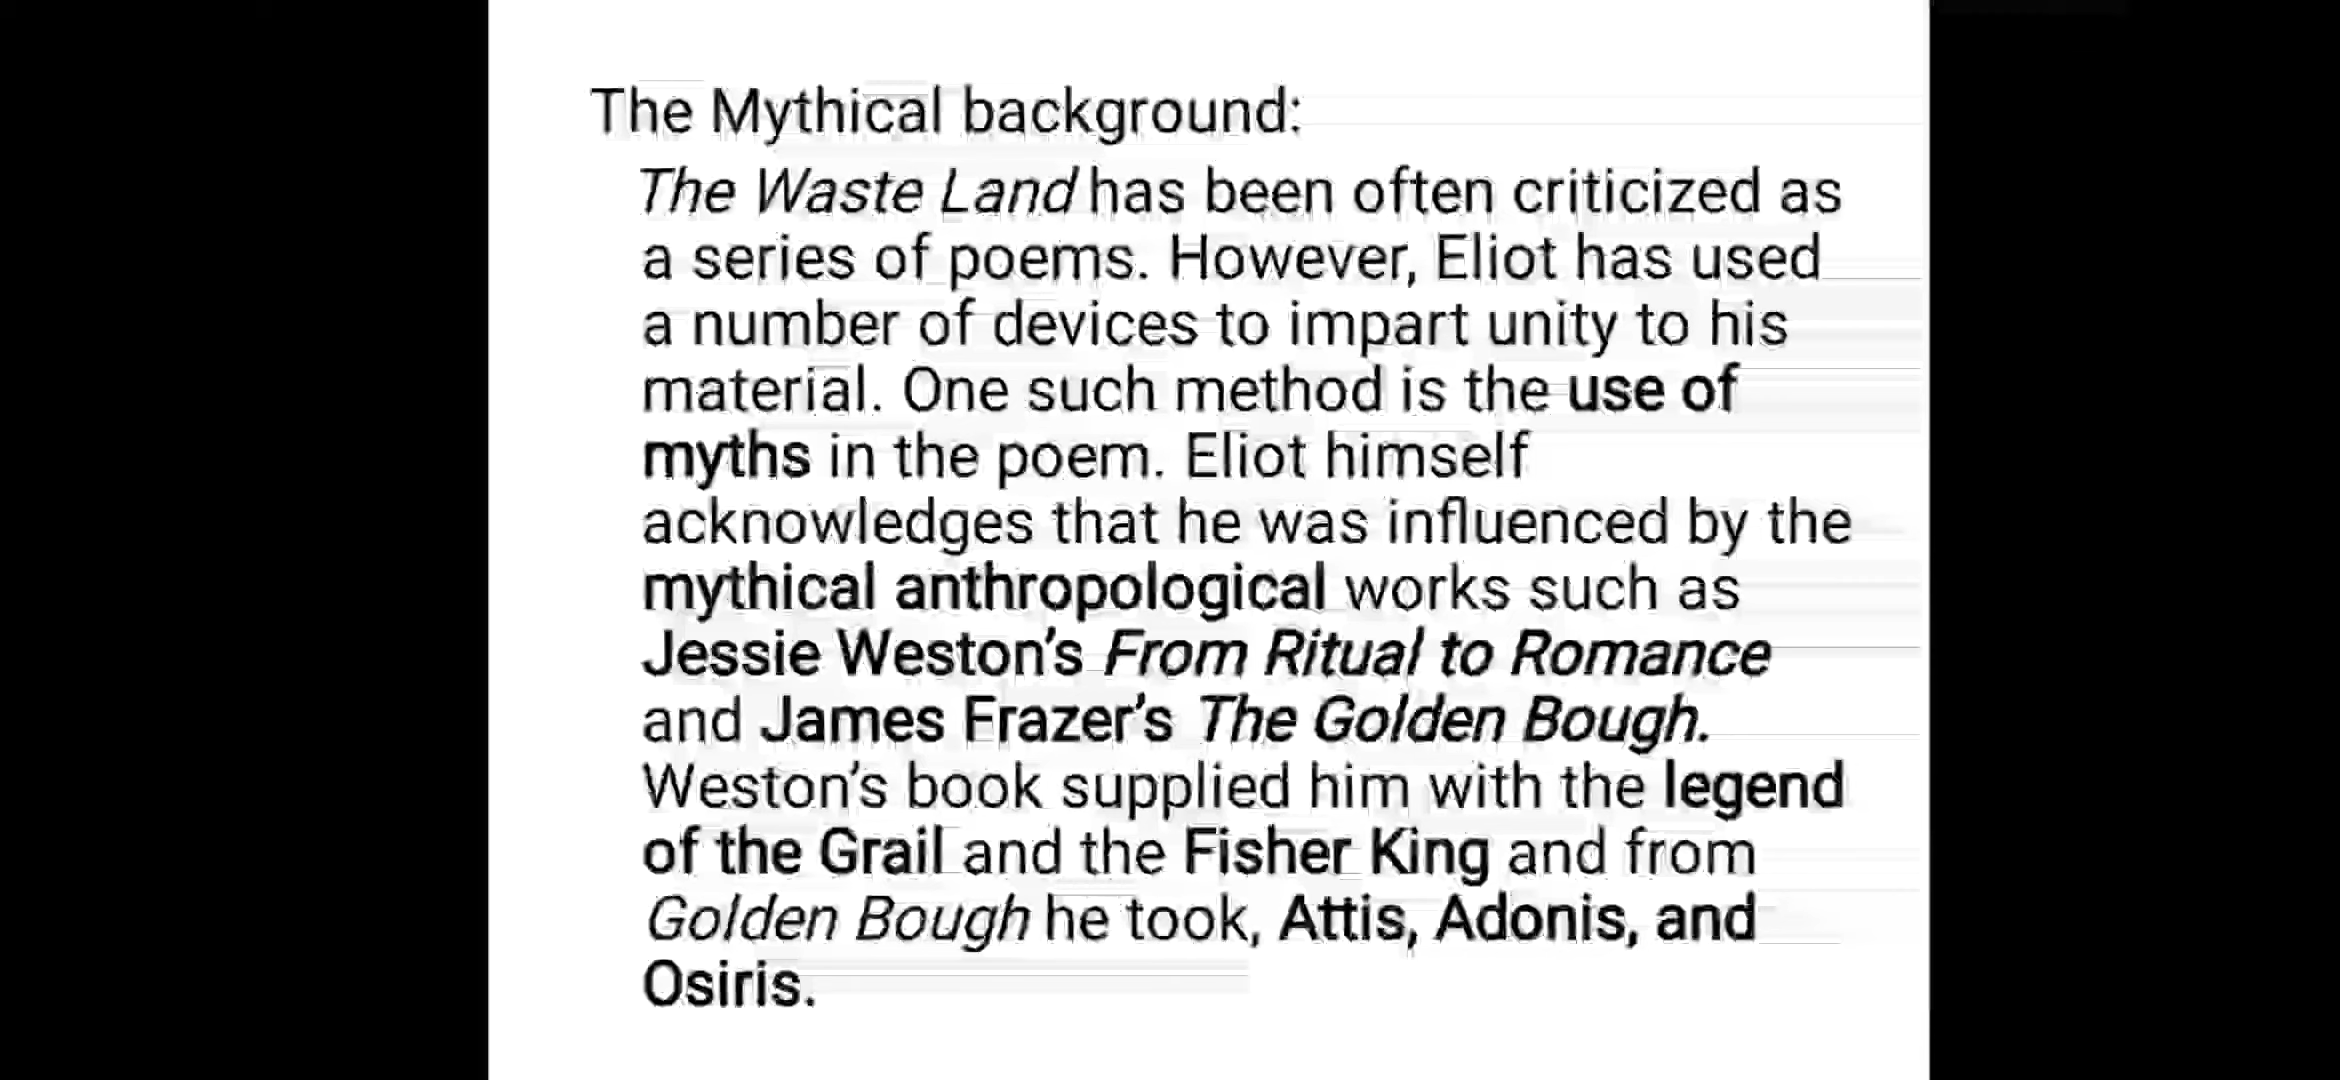 The Mythical background:
The Waste Land has been often criticized as
a series of poems. However, Eliot has used
a number of devices to impart unity to his
material. One such method is the use of
myths in the poem. Eliot himself
acknowledges that he was influenced by the
mythical anthropological works such as
Jessie Weston's From Ritual to Romance
and James Frazer's The Golden Bough.
Weston's book supplied him with the legend
of the Grail and the Fisher King and from
Golden Bough he took, Attis, Adonis, and
Osiris.